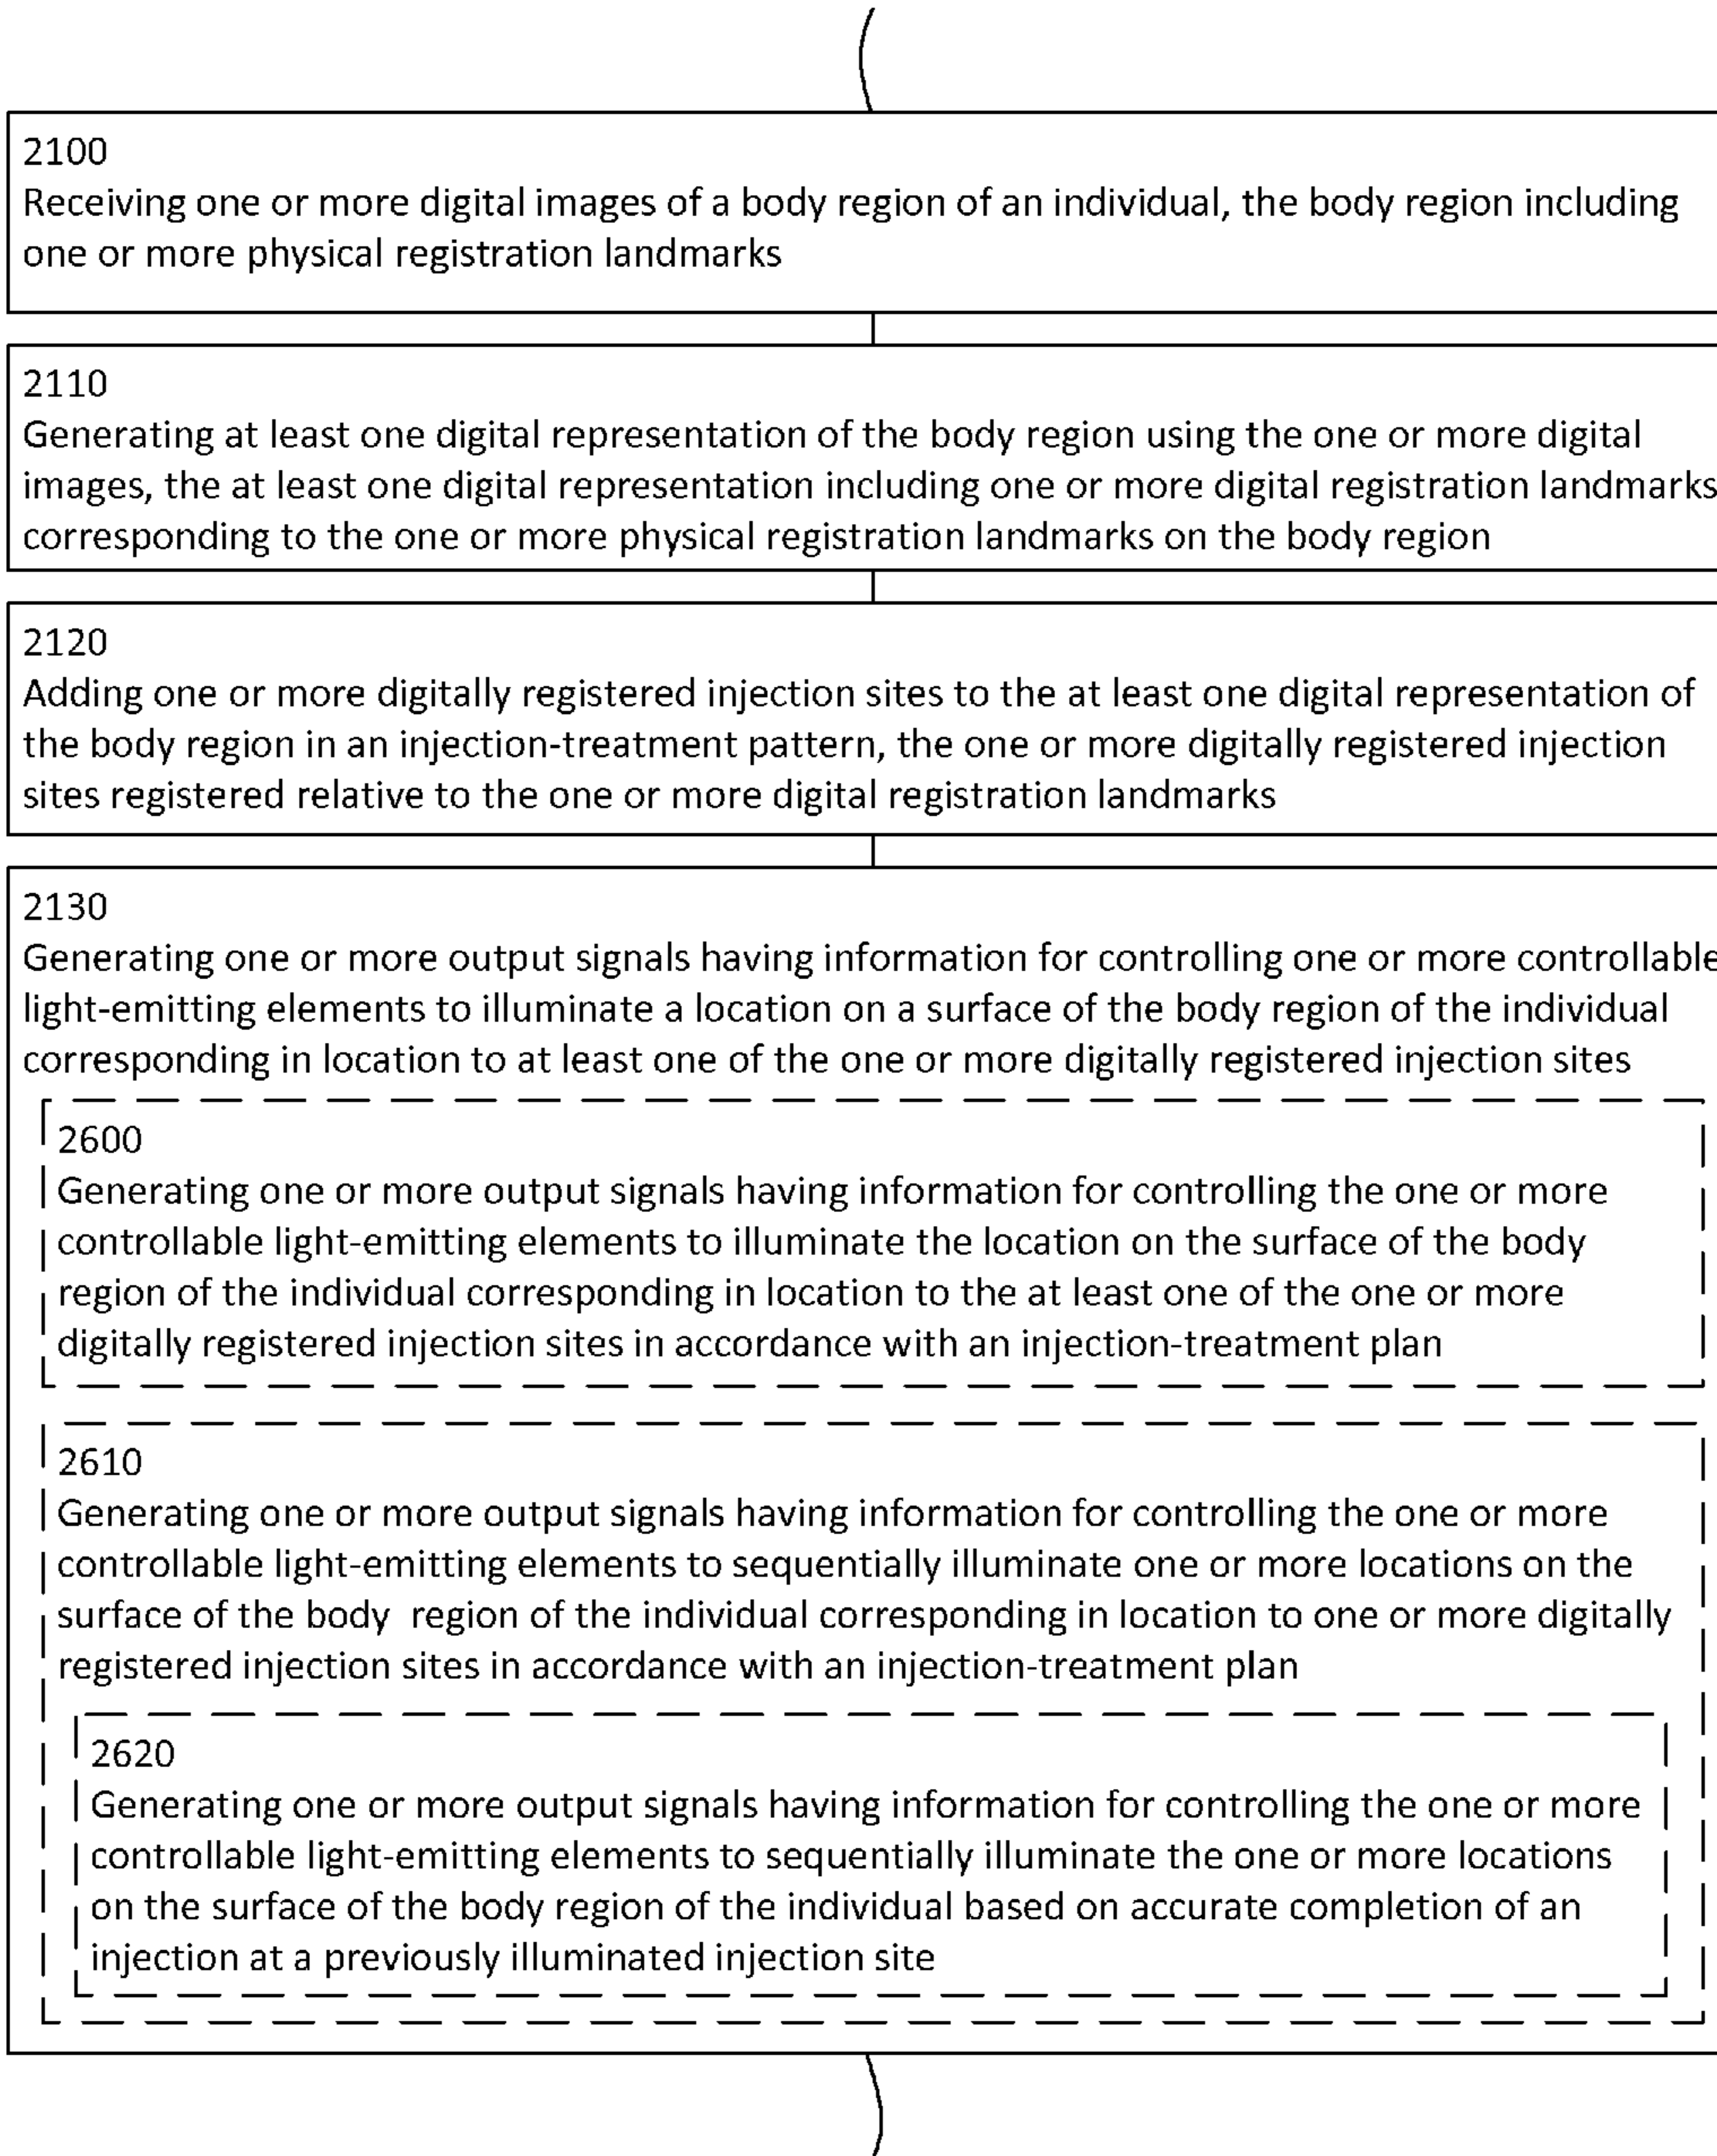 2100
Receiving one or more digital images of a body region of an individual, the body region including
one or more physical registration landmarks
2110
Generating at least one digital representation of the body region using the one or more digital
images, the at least one digital representation including one or more digital registration landmarks
corresponding to the one or more physical registration landmarks on the body region
2120
Adding one or more digitally registered injection sites to the at least one digital representation of
the body region in an injection-treatment pattern, the one or more digitally registered injection
sites registered relative to the one or more digital registration landmarks
2130
Generating one or more output signals having information for controlling one or more controllable
light-emitting elements to illuminate a location on a surface of the body region of the individual
corresponding in location to at least one of the one or more digitally registered injection sites
2600
Generating one or more output signals having information for controlling the one or more
controllable light-emitting elements to illuminate the location on the surface of the body
region of the individual corresponding in location to the at least one of the one or more
digitally registered injection sites in accordance with an injection-treatment plan
2610
Generating one or more output signals having information for controlling the one or more
controllable light-emitting elements to sequentially illuminate one or more locations on the
surface of the body region of the individual corresponding in location to one or more digitally
registered injection sites in accordance with an injection-treatment plan
2620
Generating one or more output signals having information for controlling the one or more
controllable light-emitting elements to sequentially illuminate the one or more locations
on the surface of the body region of the individual based on accurate completion of an
injection at a previously illuminated injection site